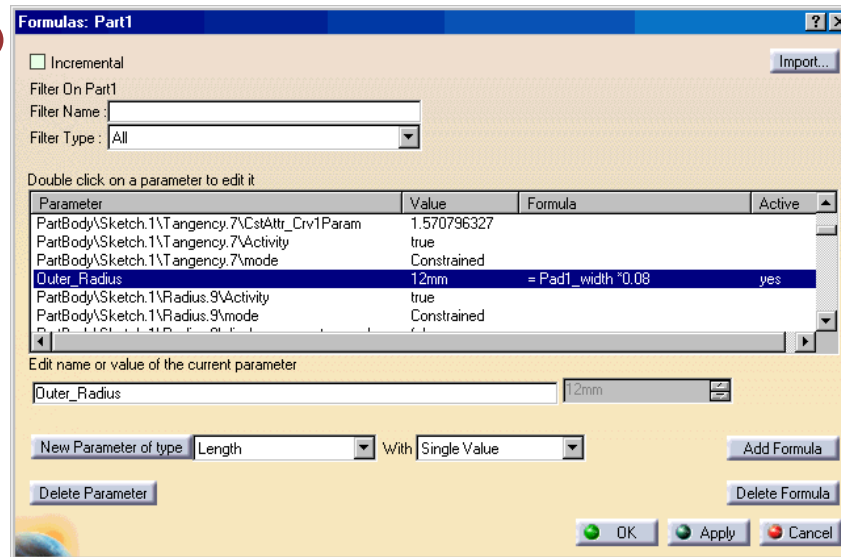 Formulas: Part1
Incremental
Import...
Filter On Part1
Filter Name :
Filter Type : All
Double click on a parameter to edit it
Parameter Value Formula Active
PartBody\Sketch.1\Tangency.7\CstAttr_Crv1Param 1.570796327
PartBody\Sketch.1\Tangency.7\Activity true
PartBody\Sketch.1\Tangency.7\mode Constrained
Outer_Radius 12mm = Pad1_width *0.08 yes
PartBody\Sketch.1\Radius.9\Activity true
PartBody\Sketch.1\Radius.9\mode Constrained
Edit name or value of the current parameter
Outer_Radius 12mm
New Parameter of type Length With Single Value Add Formula
Delete Parameter Delete Formula
OK Apply Cancel